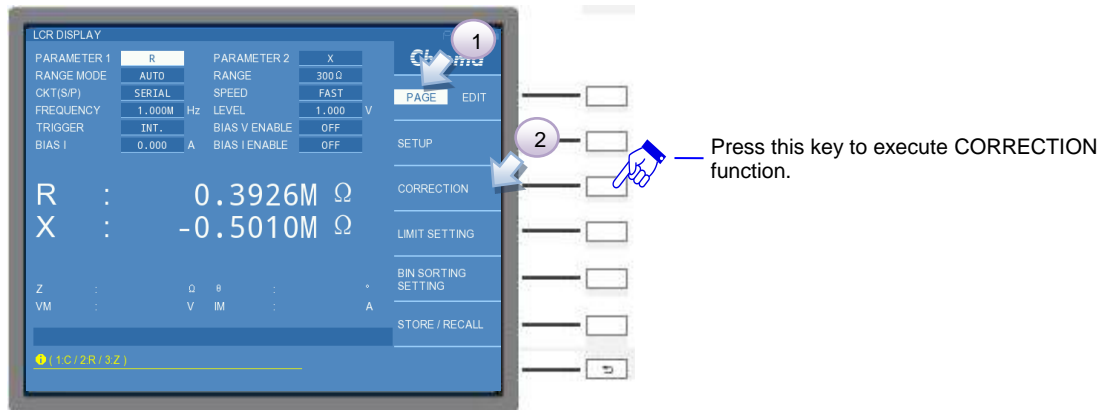 LCR DISPLAY
PARAMETER 1 R PARAMETER 2 X
RANGE MODE AUTO RANGE 300Ω
CKT(S/P) SERIAL SPEED FAST
FREQUENCY 1.000M Hz LEVEL 1.000 V
TRIGGER INT. BIAS V ENABLE OFF
BIAS I 0.000 A BIAS I ENABLE OFF
R : 0.3926M Ω
X : -0.5010M Ω
Z : Ω θ : °
VM : V IM : A
( 1:C / 2:R / 3:Z )
1
PAGE EDIT
SETUP
2
CORRECTION
LIMIT SETTING
BIN SORTING
SETTING
STORE / RECALL
Press this key to execute CORRECTION
function.